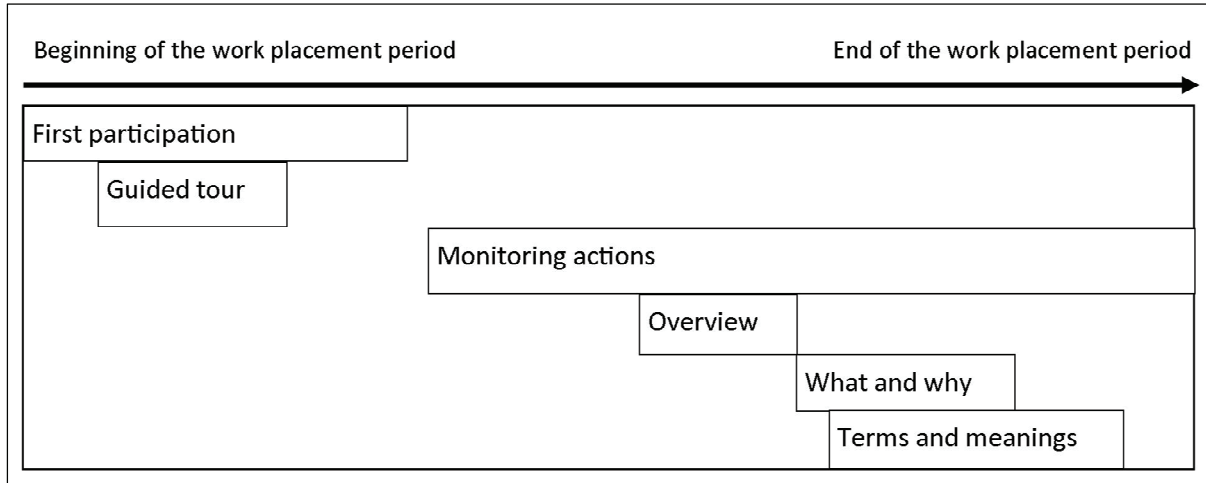 Beginning of the work placement period
End of the work placement period
First participation
Guided tour
Monitoring actions
Overview
What and why
Terms and meanings